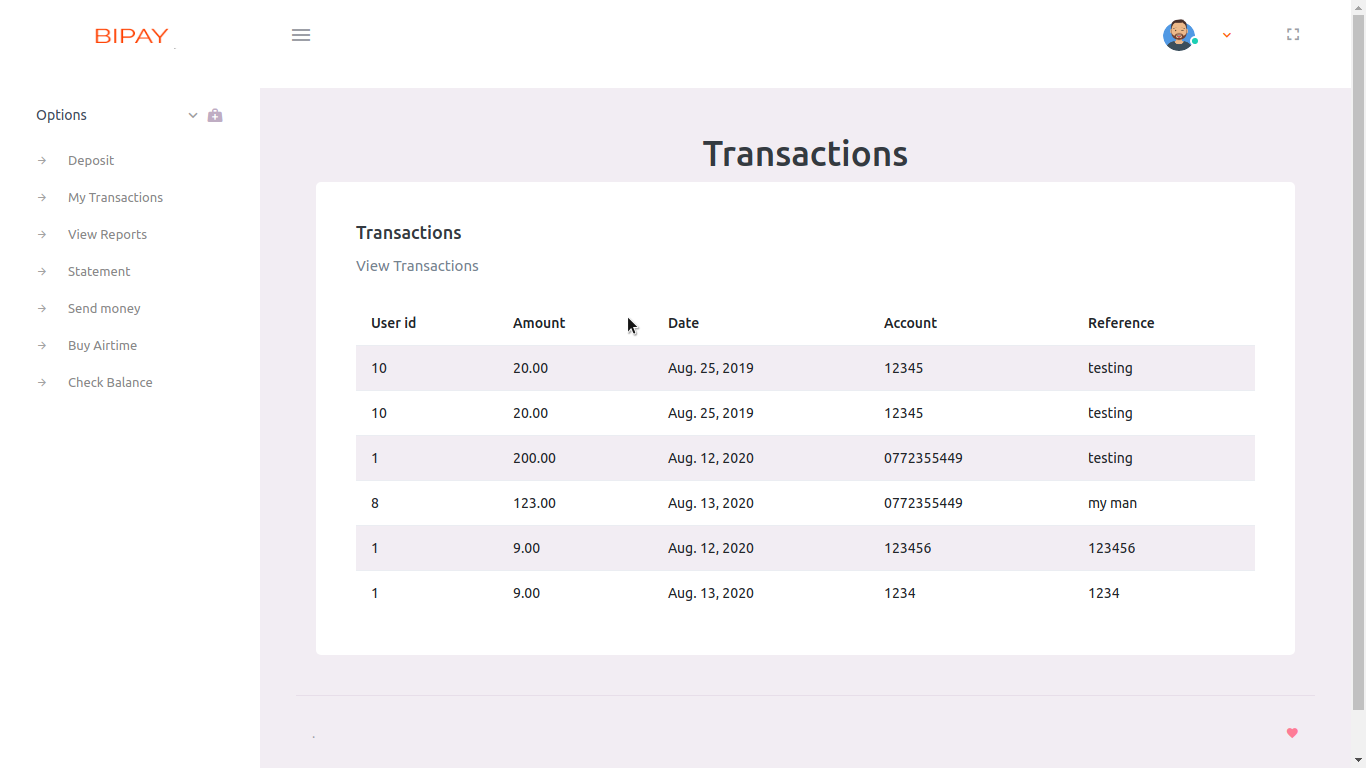 BIPAY
Options
Deposit
My Transactions
View Reports
Statement
Send money
Buy Airtime
Check Balance
Transactions
Transactions
View Transactions
User id Amount Date Account Reference
10 20.00 Aug. 25, 2019 12345 testing
10 20.00 Aug. 25, 2019 12345 testing
1 200.00 Aug. 12, 2020 0772355449 testing
8 123.00 Aug. 13, 2020 0772355449 my man
1 9.00 Aug. 12, 2020 123456 123456
1 9.00 Aug. 13, 2020 1234 1234
.